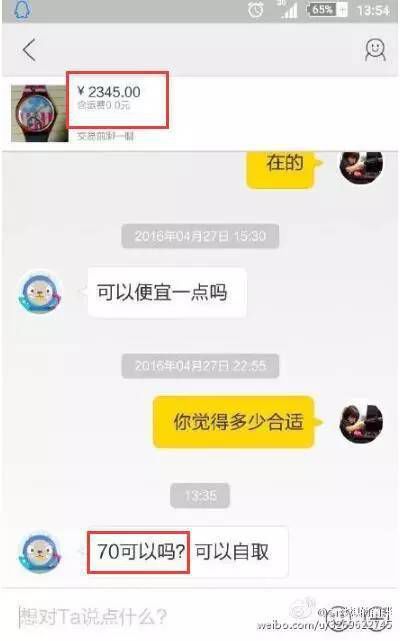 3G 65% 13:54
¥ 2345.00
含运费0.0元
交易前聊一聊
在的
2016年04月27日 15:30
可以便宜一点吗
2016年04月27日 22:55
你觉得多少合适
13:35
70可以吗? 可以自取
想对Ta说点什么?
weibo.com/u/3269622745